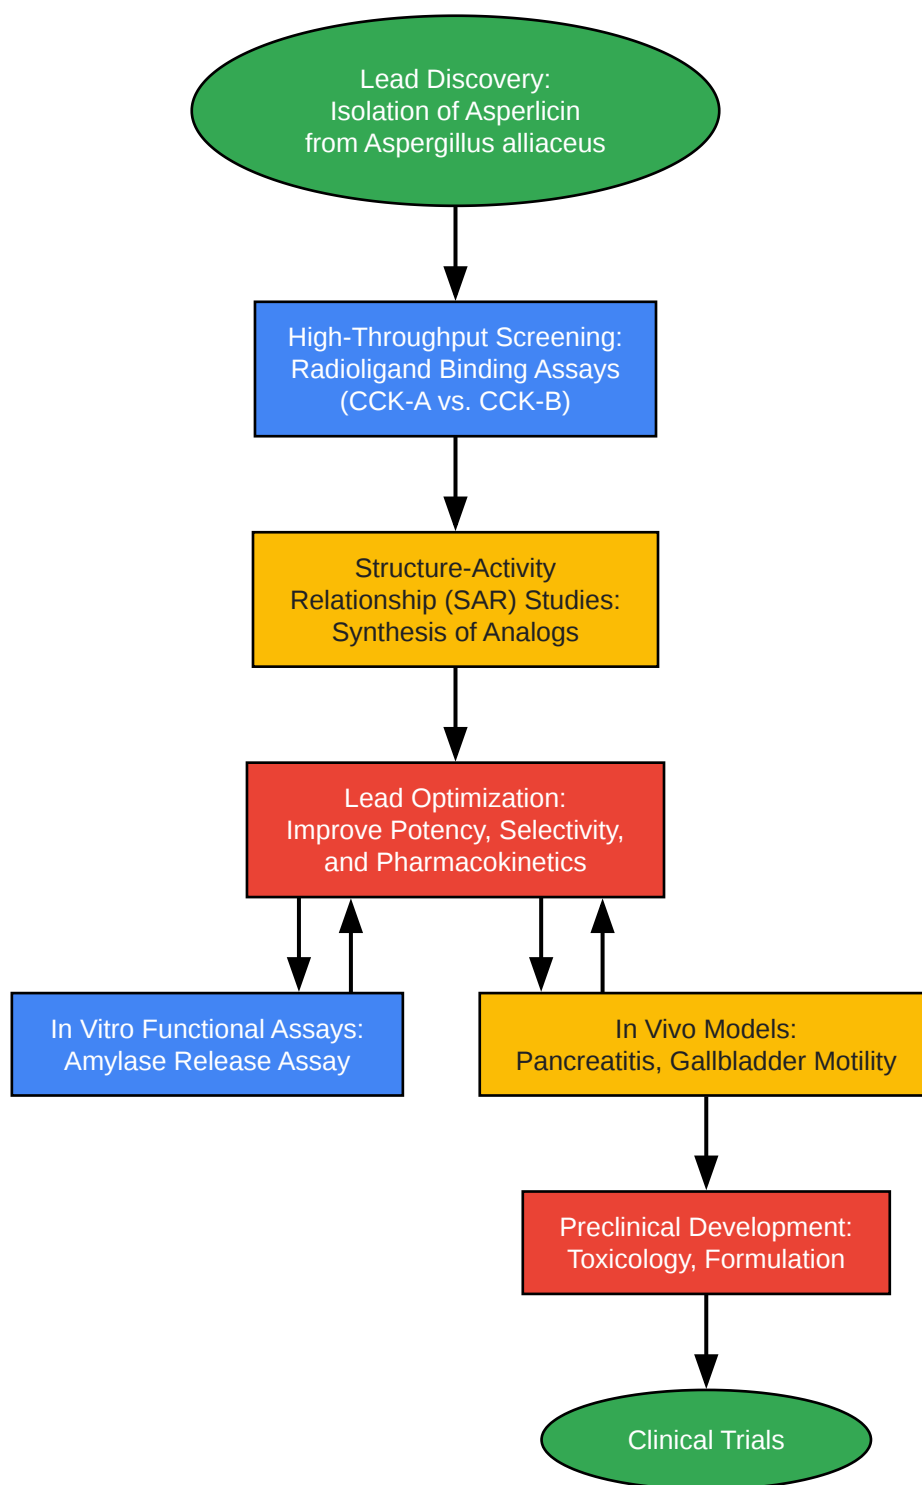 Lead Discovery:
Isolation of Asperlicin
from Aspergillus alliaceus
High-Throughput Screening:
Radioligand Binding Assays
(CCK-A vs. CCK-B)
Structure-Activity
Relationship (SAR) Studies:
Synthesis of Analogs
Lead Optimization:
Improve Potency, Selectivity,
and Pharmacokinetics
In Vitro Functional Assays:
Amylase Release Assay
In Vivo Models:
Pancreatitis, Gallbladder Motility
Preclinical Development:
Toxicology, Formulation
Clinical Trials